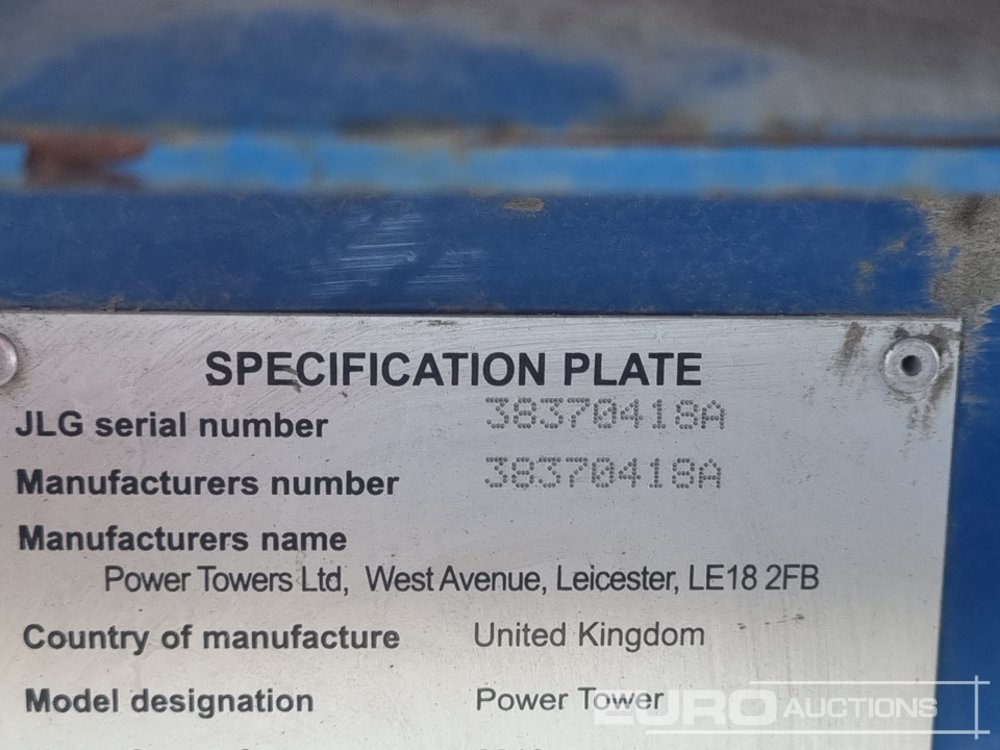 SPECIFICATION PLATE
JLG serial number 38370418A
Manufacturers number 38370418A
Manufacturers name
Power Towers Ltd, West Avenue, Leicester, LE18 2FB
Country of manufacture United Kingdom
Model designation Power Tower
EURO AUCTIONS